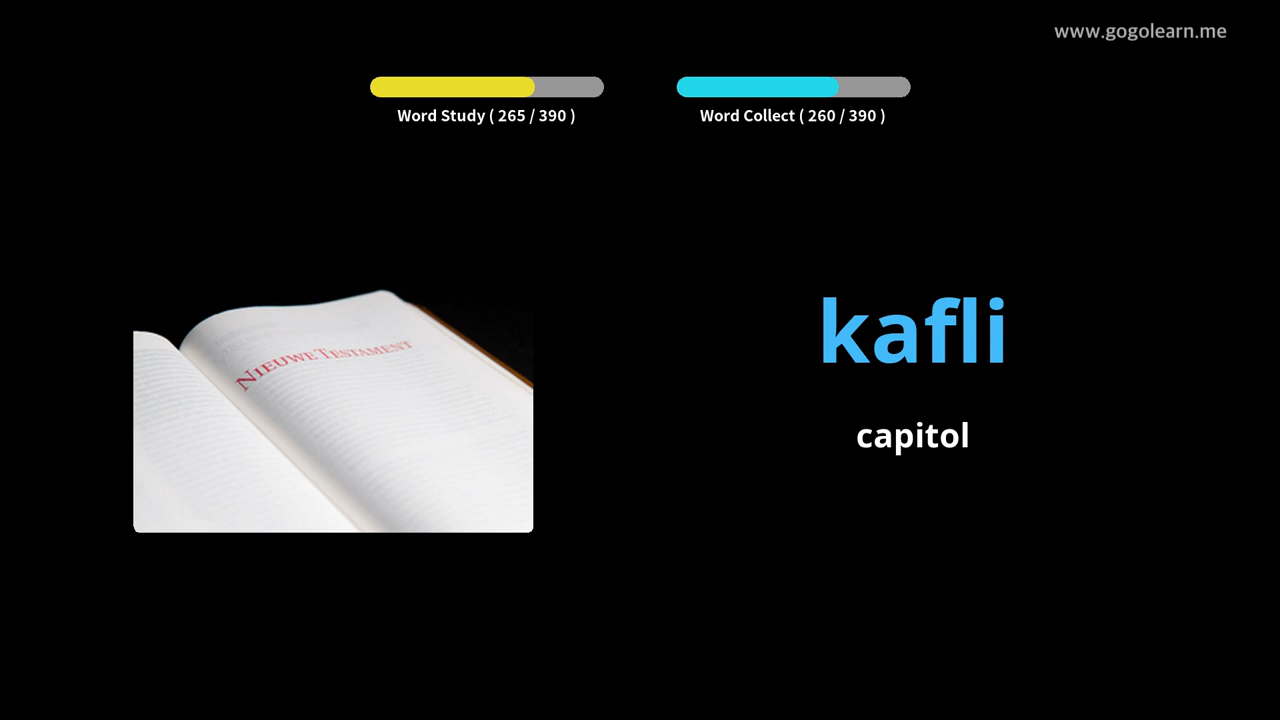 www.gogolearn.me
Word Study ( 265 / 390 )
Word Collect ( 260 / 390 )
NIEUWE TESTAMENT
kafli
capitol